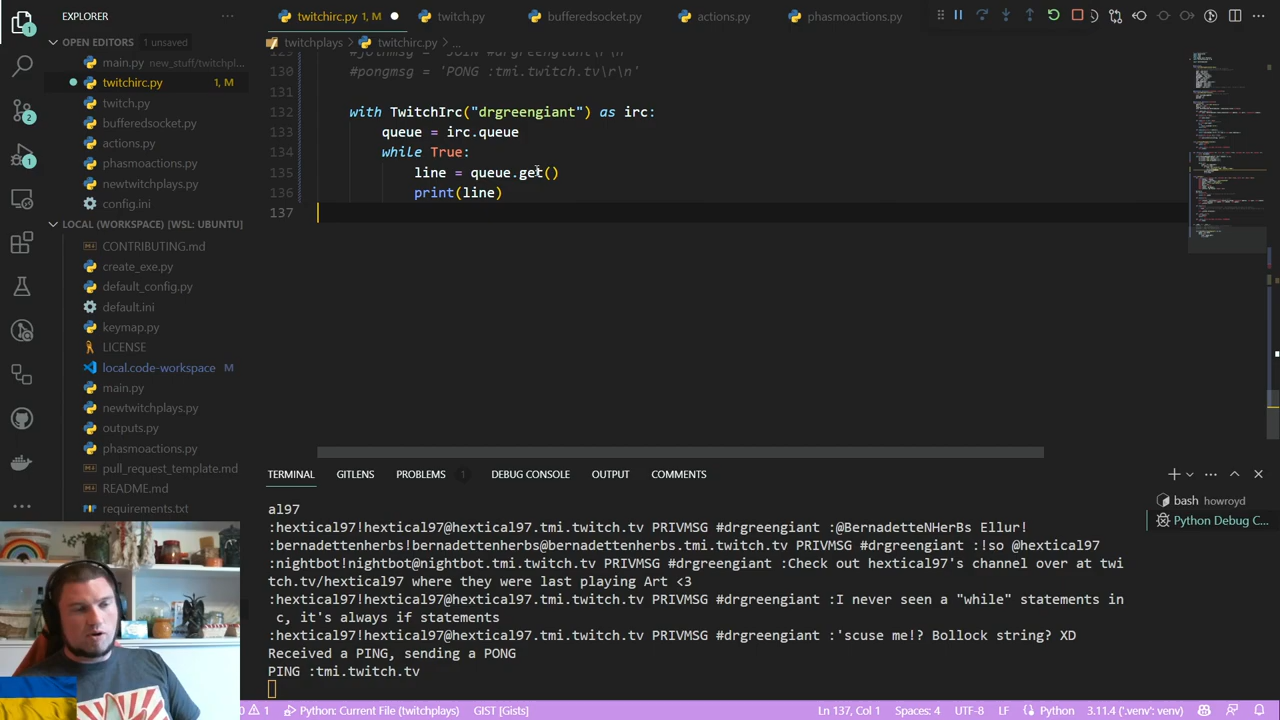 EXPLORER
OPEN EDITORS 1 unsaved
main.py new_stuff/twitchpl...
twitchirc.py 1, M
twitch.py
bufferedsocket.py
actions.py
phasmoactions.py
newtwitchplays.py
config.ini
LOCAL (WORKSPACE) [WSL: UBUNTU]
CONTRIBUTING.md
create_exe.py
default_config.py
default.ini
keymap.py
LICENSE
local.code-workspace M
main.py
newtwitchplays.py
outputs.py
phasmoactions.py
pull_request_template.md
README.md
requirements.txt
twitchirc.py 1, M
twitch.py
bufferedsocket.py
actions.py
phasmoactions.py
twitchplays > twitchirc.py > ...
129 #joinmsg = 'JOIN #drgreengiant\r\n'
130 #pongmsg = 'PONG :tmi.twitch.tv\r\n'
131
132 with TwitchIrc("drgreengiant") as irc:
133 queue = irc.queue
134 while True:
135 line = queue.get()
136 print(line)
137
TERMINAL GITLENS PROBLEMS 1 DEBUG CONSOLE OUTPUT COMMENTS
bash howroyd
Python Debug C...
al97
:hextical97!hextical97@hextical97.tmi.twitch.tv PRIVMSG #drgreengiant :@BernadetteNHerBs Ellur!
:bernadettenherbs!bernadettenherbs@bernadettenherbs.tmi.twitch.tv PRIVMSG #drgreengiant :!so @hextical97
:nightbot!nightbot@nightbot.tmi.twitch.tv PRIVMSG #drgreengiant :Check out hextical97's channel over at twi
tch.tv/hextical97 where they were last playing Art <3
:hextical97!hextical97@hextical97.tmi.twitch.tv PRIVMSG #drgreengiant :I never seen a "while" statements in
c, it's always if statements
:hextical97!hextical97@hextical97.tmi.twitch.tv PRIVMSG #drgreengiant :'scuse me!? Bollock string? XD
Received a PING, sending a PONG
PING :tmi.twitch.tv
0 1 Python: Current File (twitchplays) GIST [Gists] Ln 137, Col 1 Spaces: 4 UTF-8 LF Python 3.11.4 ('.venv': venv)